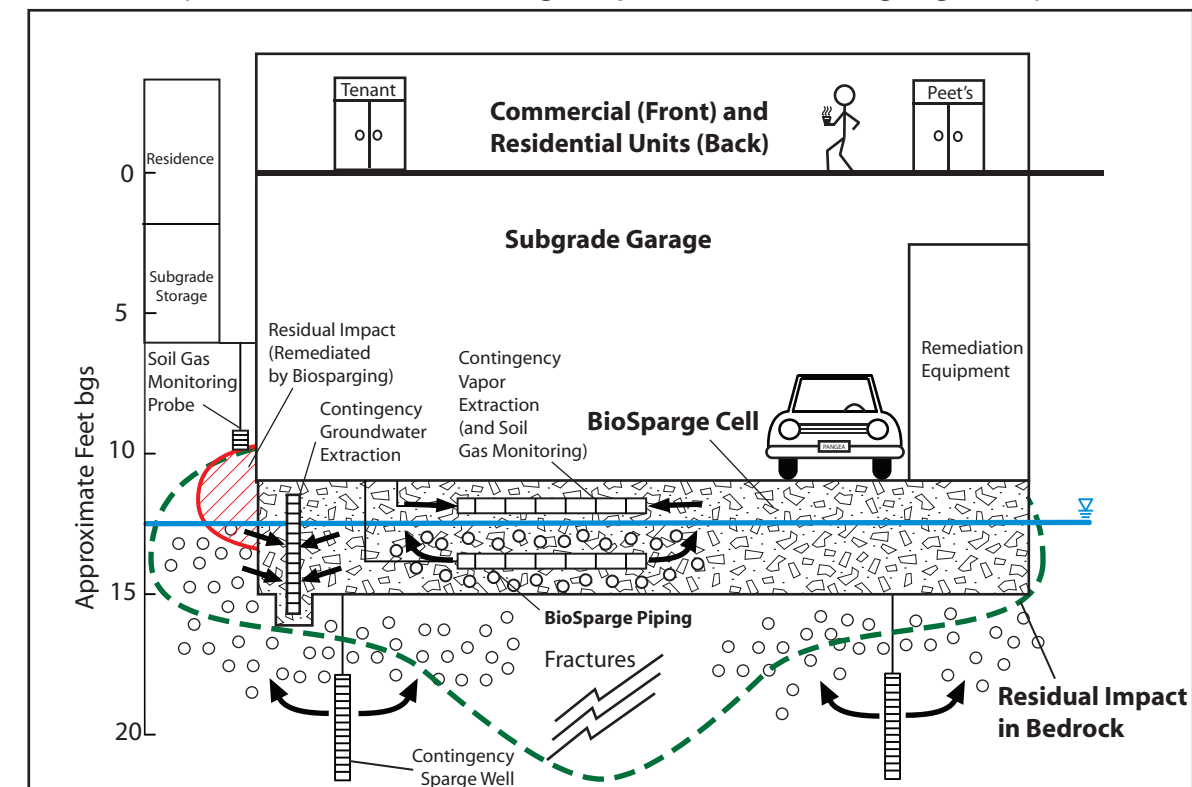 Tenant
Commercial (Front) and
Residential Units (Back)
Peet's
Residence
0
Subgrade Garage
Subgrade
Storage
5
Residual Impact
(Remediated
by Biosparging)
Soil Gas
Monitoring
Probe
Contingency
Groundwater
Extraction
Contingency
Vapor
Extraction
(and Soil
Gas Monitoring)
BioSparge Cell
Remediation
Equipment
PANGEA
Approximate Feet bgs
10
15
BioSparge Piping
Fractures
Residual Impact
in Bedrock
20
Contingency
Sparge Well